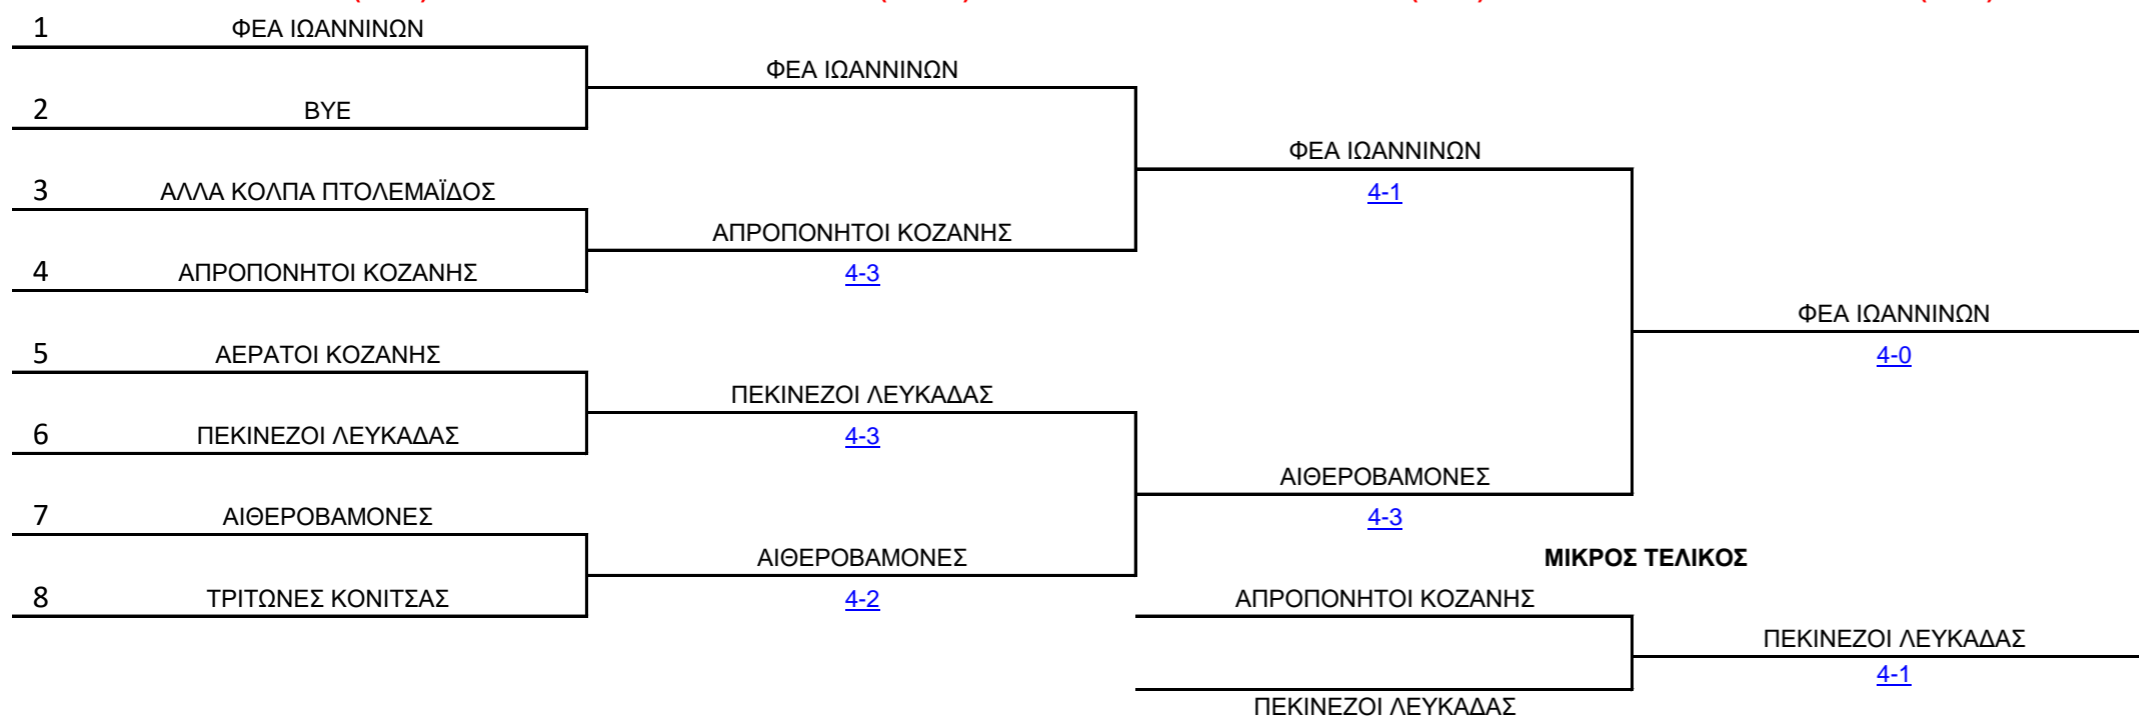 1 ΦΕΑ ΙΩΑΝΝΙΝΩΝ
ΦΕΑ ΙΩΑΝΝΙΝΩΝ
2 BYE
ΦΕΑ ΙΩΑΝΝΙΝΩΝ
3 ΑΛΛΑ ΚΟΛΠΑ ΠΤΟΛΕΜΑΪΔΟΣ
4-1
ΑΠΡΟΠΟΝΗΤΟΙ ΚΟΖΑΝΗΣ
4 ΑΠΡΟΠΟΝΗΤΟΙ ΚΟΖΑΝΗΣ
4-3
ΦΕΑ ΙΩΑΝΝΙΝΩΝ
5 ΑΕΡΑΤΟΙ ΚΟΖΑΝΗΣ
4-0
ΠΕΚΙΝΕΖΟΙ ΛΕΥΚΑΔΑΣ
6 ΠΕΚΙΝΕΖΟΙ ΛΕΥΚΑΔΑΣ
4-3
ΑΙΘΕΡΟΒΑΜΟΝΕΣ
7 ΑΙΘΕΡΟΒΑΜΟΝΕΣ
4-3
ΑΙΘΕΡΟΒΑΜΟΝΕΣ
ΜΙΚΡΟΣ ΤΕΛΙΚΟΣ
8 ΤΡΙΤΩΝΕΣ ΚΟΝΙΤΣΑΣ
4-2
ΑΠΡΟΠΟΝΗΤΟΙ ΚΟΖΑΝΗΣ
ΠΕΚΙΝΕΖΟΙ ΛΕΥΚΑΔΑΣ
4-1
ΠΕΚΙΝΕΖΟΙ ΛΕΥΚΑΔΑΣ